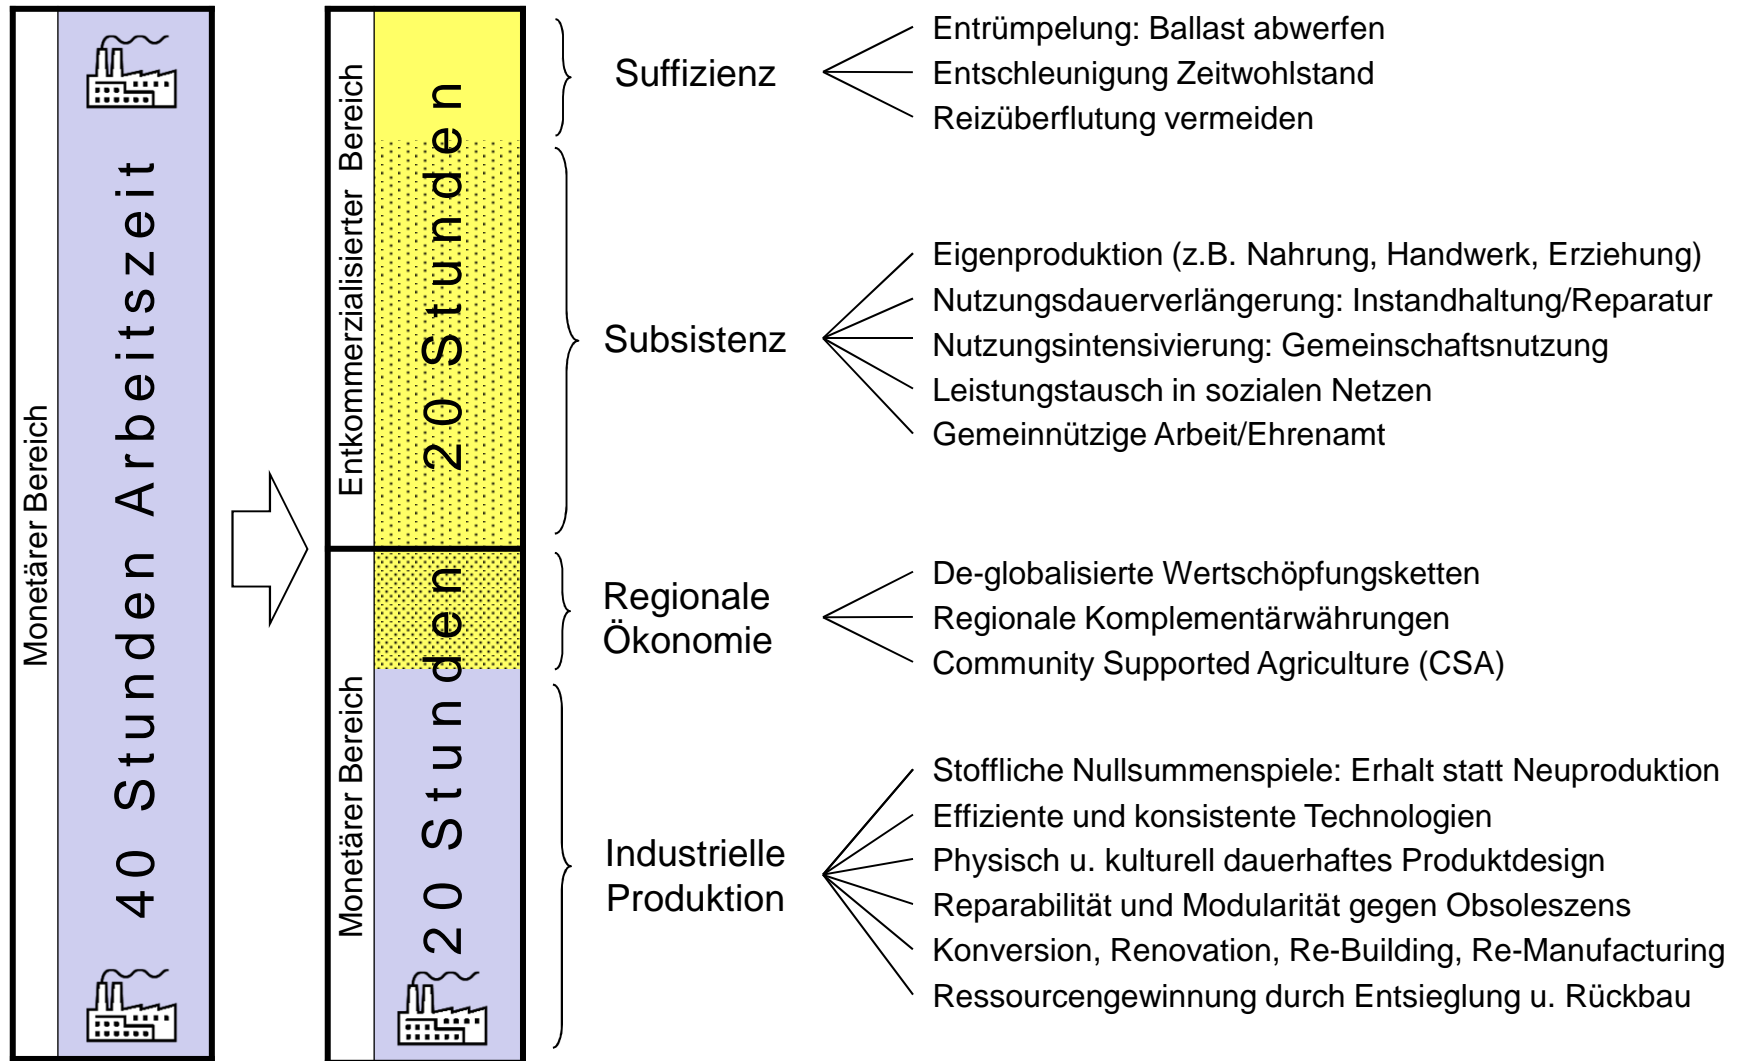 Monetärer Bereich
40 Stunden Arbeitszeit
Entkommerzialisierter Bereich
20 Stunden
Monetärer Bereich
20 Stunden
Suffizienz
Entrümpelung: Ballast abwerfen
Entschleunigung Zeitwohlstand
Reizüberflutung vermeiden
Subsistenz
Eigenproduktion (z.B. Nahrung, Handwerk, Erziehung)
Nutzungsdauerverlängerung: Instandhaltung/Reparatur
Nutzungsintensivierung: Gemeinschaftsnutzung
Leistungstausch in sozialen Netzen
Gemeinnützige Arbeit/Ehrenamt
Regionale
Ökonomie
De-globalisierte Wertschöpfungsketten
Regionale Komplementärwährungen
Community Supported Agriculture (CSA)
Industrielle
Produktion
Stoffliche Nullsummenspiele: Erhalt statt Neuproduktion
Effiziente und konsistente Technologien
Physisch u. kulturell dauerhaftes Produktdesign
Reparabilität und Modularität gegen Obsoleszens
Konversion, Renovation, Re-Building, Re-Manufacturing
Ressourcengewinnung durch Entsieglung u. Rückbau